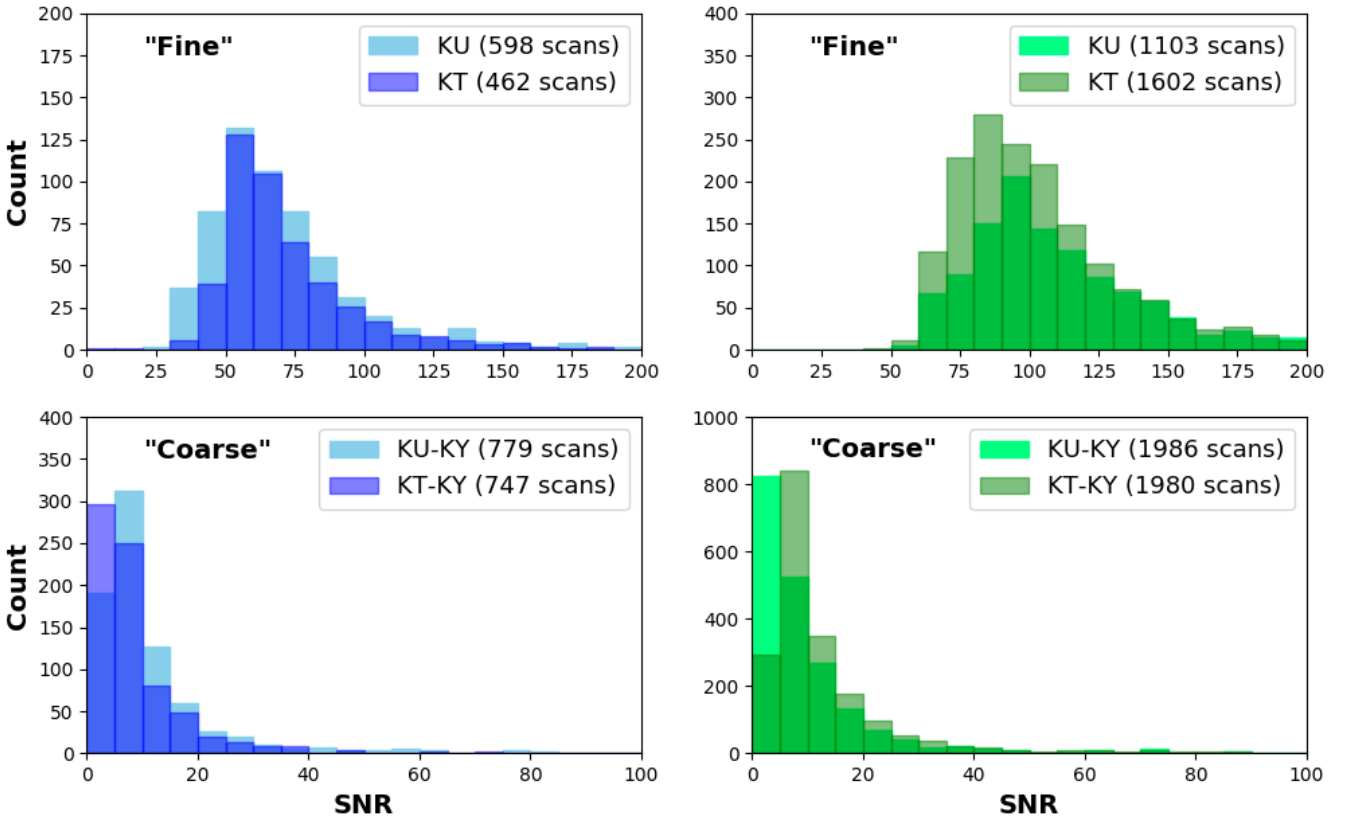 200
175
150
125
100
75
50
25
0
Count
"Fine"
KU (598 scans)
KT (462 scans)
0 25 50 75 100 125 150 175 200
400
350
300
250
200
150
100
50
0
"Fine"
KU (1103 scans)
KT (1602 scans)
0 25 50 75 100 125 150 175 200
400
350
300
250
200
150
100
50
0
Count
"Coarse"
KU-KY (779 scans)
KT-KY (747 scans)
0 20 40 60 80 100
SNR
1000
800
600
400
200
0
"Coarse"
KU-KY (1986 scans)
KT-KY (1980 scans)
0 20 40 60 80 100
SNR